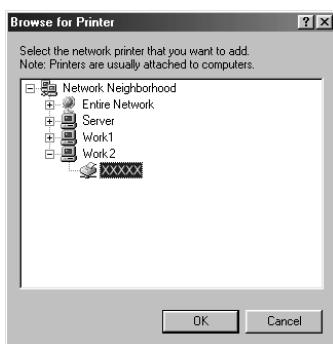 Browse for Printer
Select the network printer that you want to add.
Note: Printers are usually attached to computers.
Network Neighborhood
Entire Network
Server
Work1
Work2
XXXXX
OK
Cancel